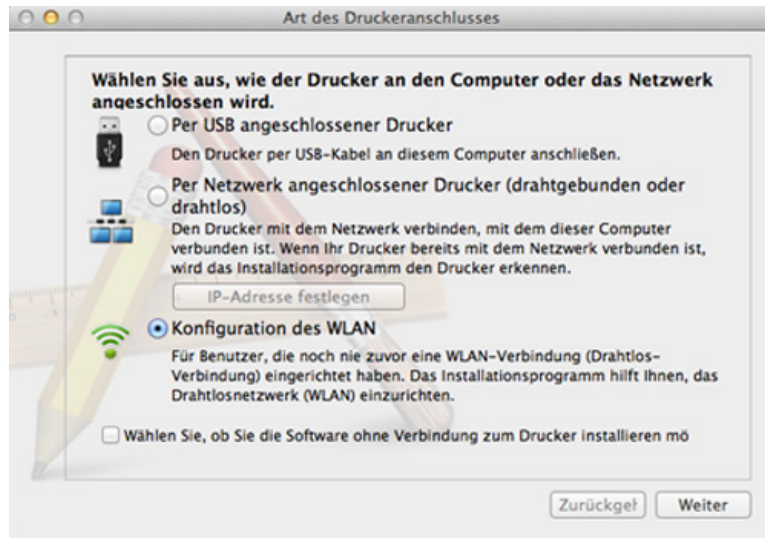 Art des Druckeranschlusses
Wählen Sie aus, wie der Drucker an den Computer oder das Netzwerk
angeschlossen wird.
Per USB angeschlossener Drucker
Den Drucker per USB-Kabel an diesem Computer anschließen.
Per Netzwerk angeschlossener Drucker (drahtgebunden oder
drahtlos)
Den Drucker mit dem Netzwerk verbinden, mit dem dieser Computer
verbunden ist. Wenn Ihr Drucker bereits mit dem Netzwerk verbunden ist,
wird das Installationsprogramm den Drucker erkennen.
IP-Adresse festlegen
Konfiguration des WLAN
Für Benutzer, die noch nie zuvor eine WLAN-Verbindung (Drahtlos-
Verbindung) eingerichtet haben. Das Installationsprogramm hilft Ihnen, das
Drahtlosnetzwerk (WLAN) einzurichten.
Wählen Sie, ob Sie die Software ohne Verbindung zum Drucker installieren mö
Zurückgeh Weiter